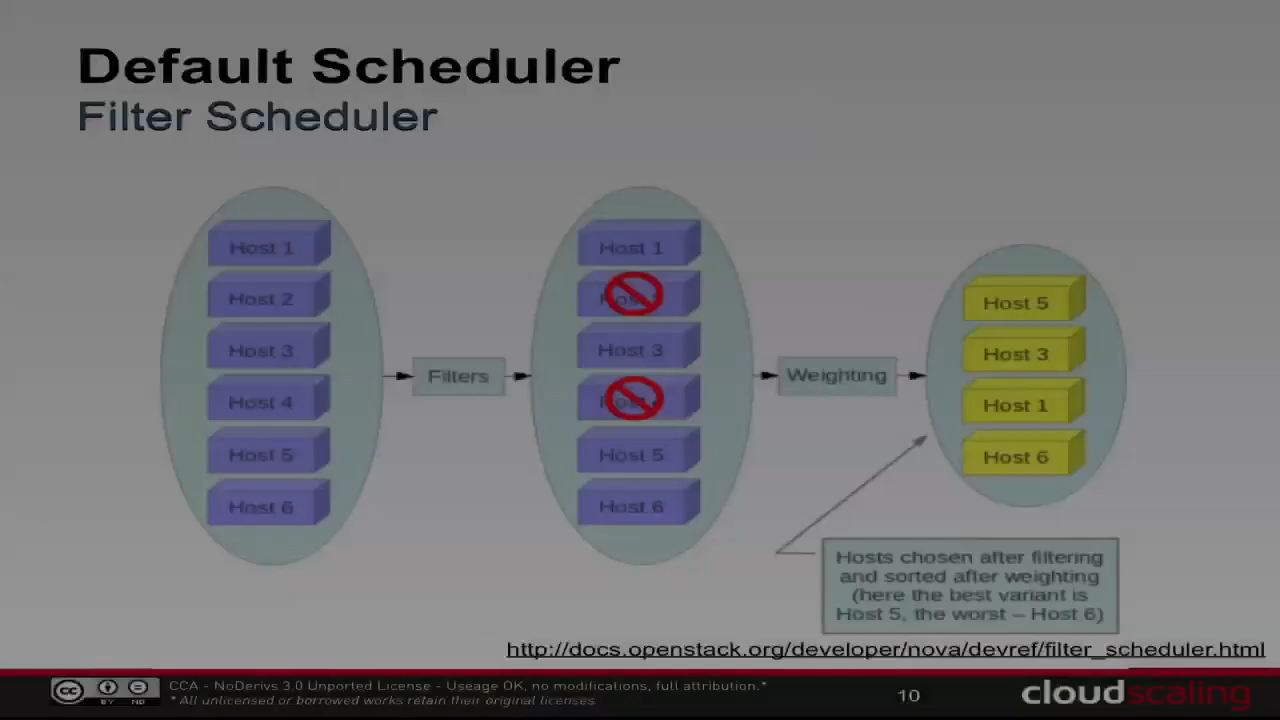 Default Scheduler
Filter Scheduler
Host 1
Host 2
Host 3
Host 4
Host 5
Host 6
Filters
Host 1
Host 3
Host 5
Host 6
Weighting
Host 5
Host 3
Host 1
Host 6
Hosts chosen after filtering
and sorted after weighting
(here the best variant is
Host 5, the worst – Host 6)
http://docs.openstack.org/developer/nova/devref/filter_scheduler.html
cc
BY ND
CCA - NoDerivs 3.0 Unported License - Useage OK, no modifications, full attribution.*
* All unlicensed or borrowed works retain their original licenses.
10
cloudscaling